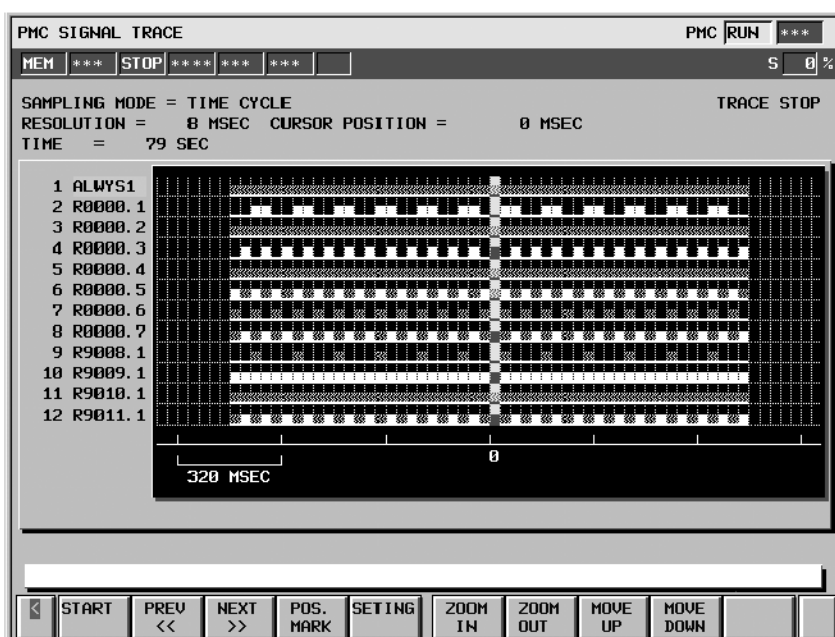 PMC SIGNAL TRACE PMC RUN ***
MEM *** STOP **** *** *** S 0 %
SAMPLING MODE = TIME CYCLE TRACE STOP
RESOLUTION = 8 MSEC CURSOR POSITION = 0 MSEC
TIME = 79 SEC
1 ALWYS1
2 R0000.1
3 R0000.2
4 R0000.3
5 R0000.4
6 R0000.5
7 R0000.6
8 R0000.7
9 R9008.1
10 R9009.1
11 R9010.1
12 R9011.1
0
320 MSEC
< START PREV << NEXT >> POS. MARK SETING ZOOM IN ZOOM OUT MOVE UP MOVE DOWN